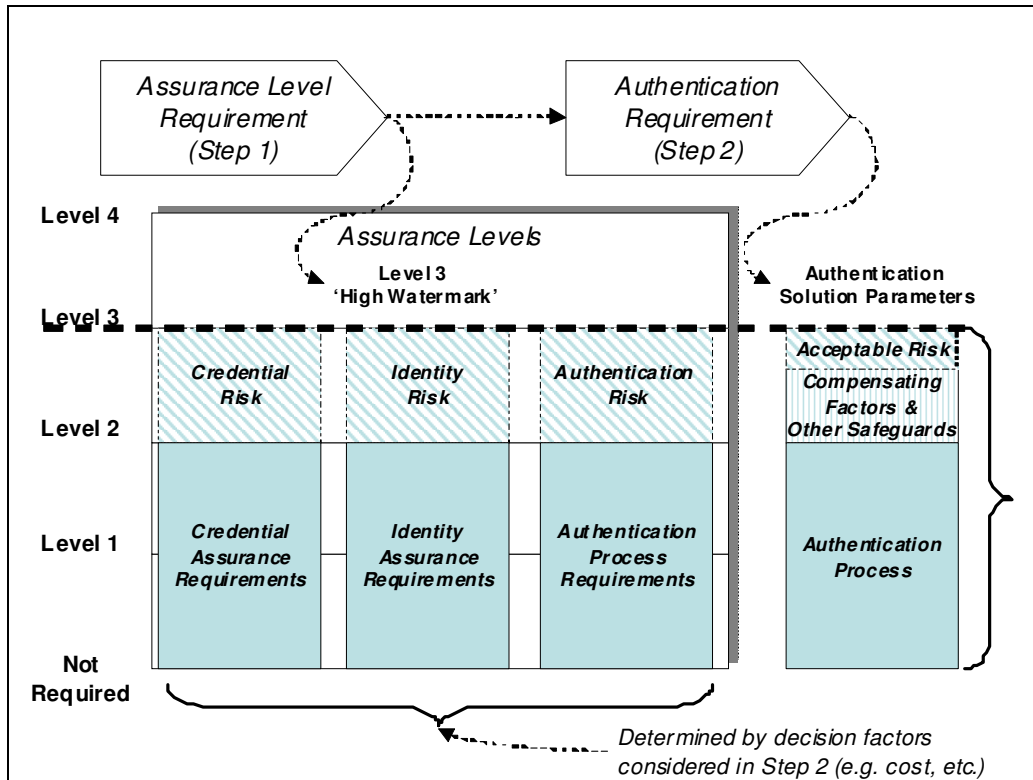 Assurance Level
Requirement
(Step 1)
Authentication
Requirement
(Step 2)
Level 4
Assurance Levels
Level 3
‘High Watermark’
Authentication
Solution Parameters
Level 3
Credential
Risk
Identity
Risk
Authentication
Risk
Acceptable Risk
Compensating
Factors &
Other Safeguards
Level 2
Level 1
Credential
Assurance
Requirements
Identity
Assurance
Requirements
Authentication
Process
Requirements
Authentication
Process
Not
Required
Determined by decision factors
considered in Step 2 (e.g. cost, etc.)